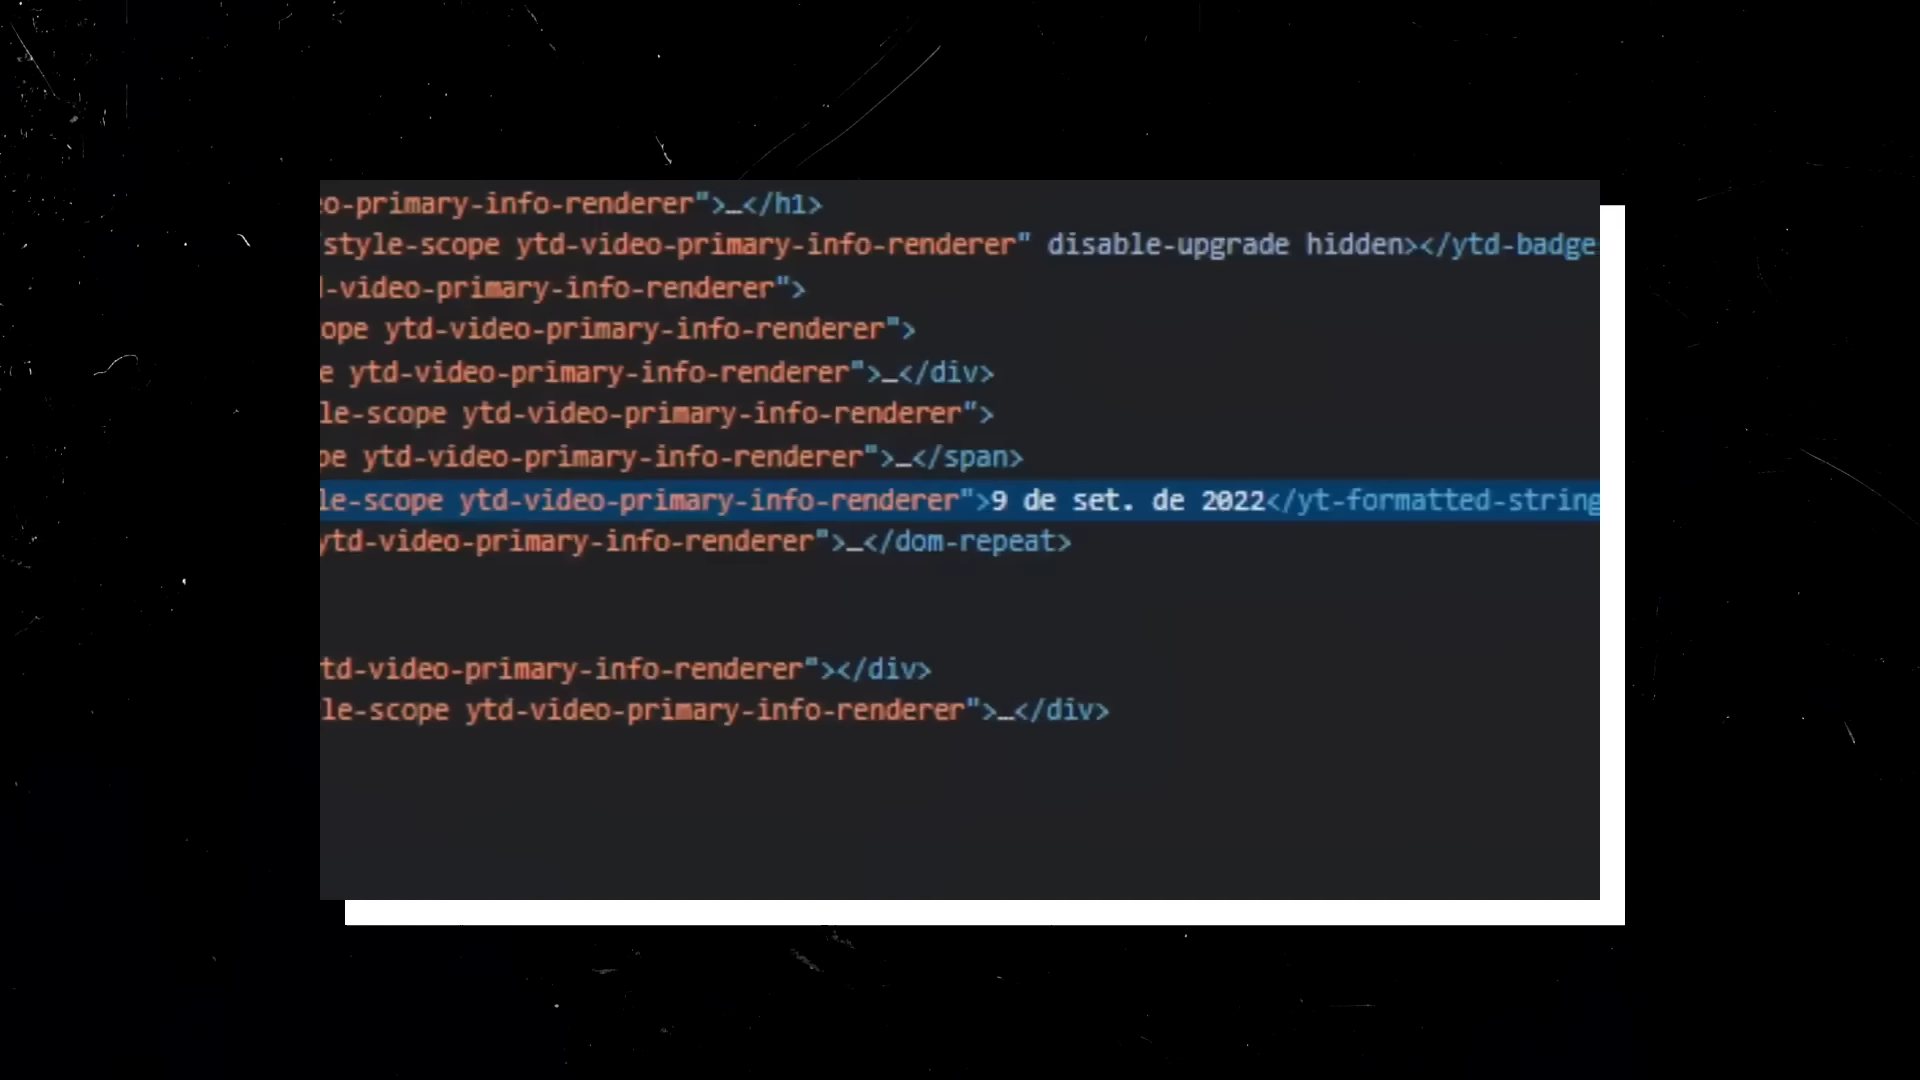 o-primary-info-renderer">…</h1>
style-scope ytd-video-primary-info-renderer" disable-upgrade hidden></ytd-badge
-video-primary-info-renderer">
ope ytd-video-primary-info-renderer">
e ytd-video-primary-info-renderer">…</div>
le-scope ytd-video-primary-info-renderer">
pe ytd-video-primary-info-renderer">…</span>
le-scope ytd-video-primary-info-renderer">9 de set. de 2022</yt-formatted-string
ytd-video-primary-info-renderer">…</dom-repeat>
td-video-primary-info-renderer"></div>
le-scope ytd-video-primary-info-renderer">…</div>